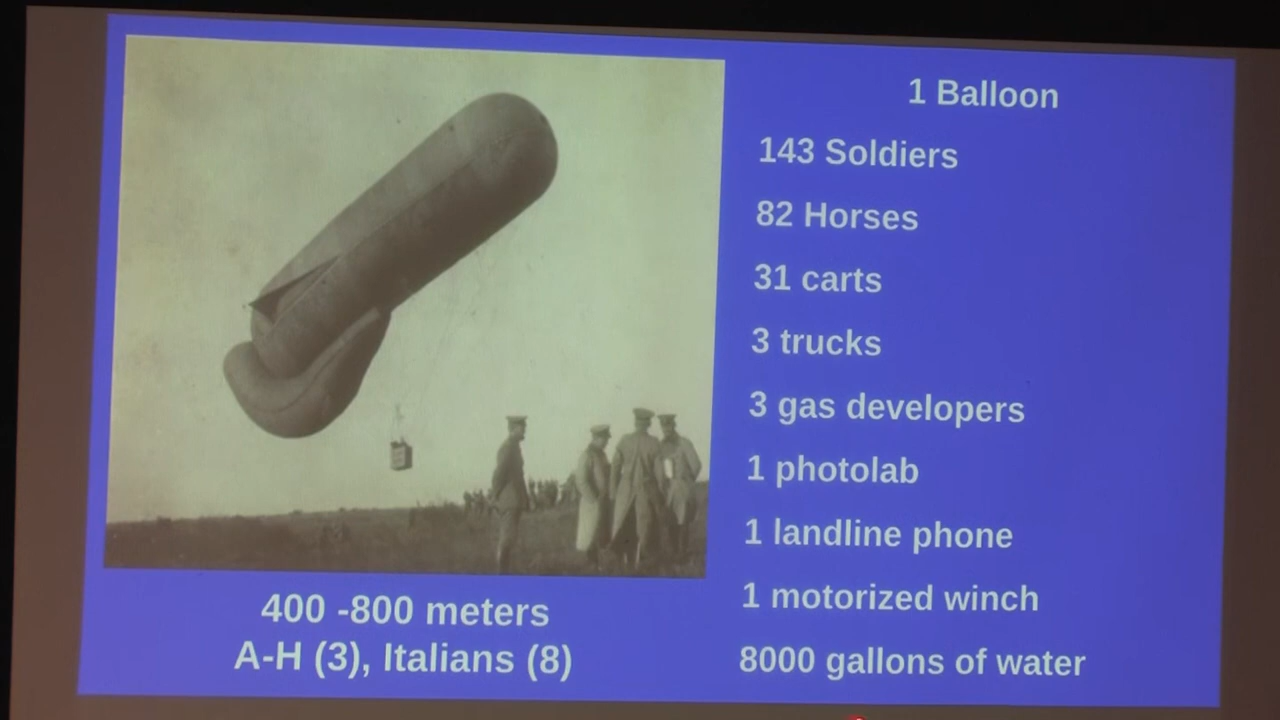 1 Balloon
143 Soldiers
82 Horses
31 carts
3 trucks
3 gas developers
1 photolab
1 landline phone
1 motorized winch
8000 gallons of water
400 -800 meters
A-H (3), Italians (8)